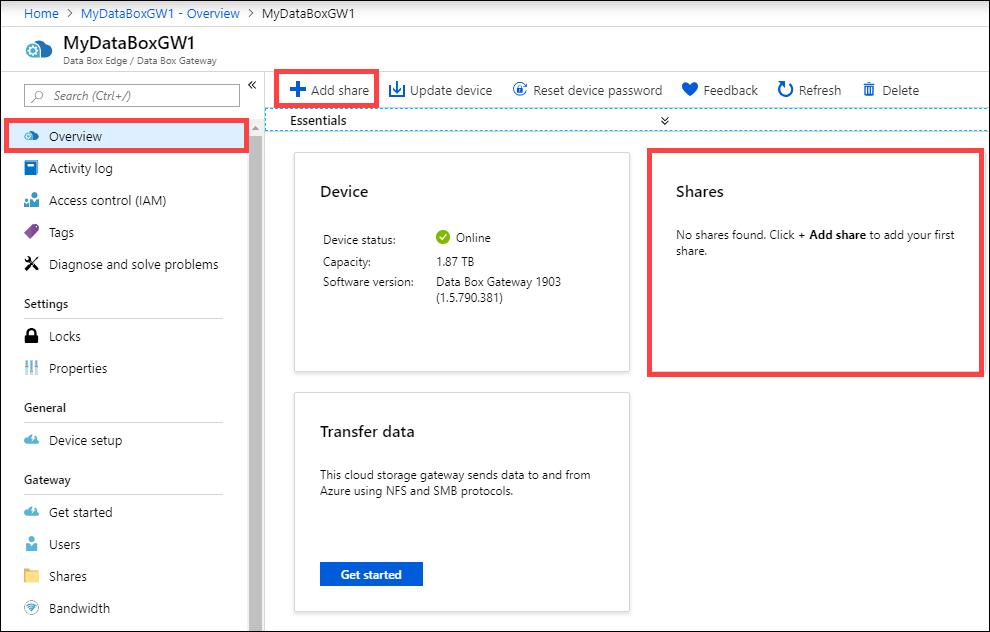 Home > MyDataBoxGW1 - Overview > MyDataBoxGW1
MyDataBoxGW1
Data Box Edge / Data Box Gateway
Search (Ctrl+/)
«
Overview
Activity log
Access control (IAM)
Tags
Diagnose and solve problems
Settings
Locks
Properties
General
Device setup
Gateway
Get started
Users
Shares
Bandwidth
Add share Update device Reset device password Feedback Refresh Delete
Essentials
Device
Device status: Online
Capacity: 1.87 TB
Software version: Data Box Gateway 1903
(1.5.790.381)
Shares
No shares found. Click + Add share to add your first
share.
Transfer data
This cloud storage gateway sends data to and from
Azure using NFS and SMB protocols.
Get started